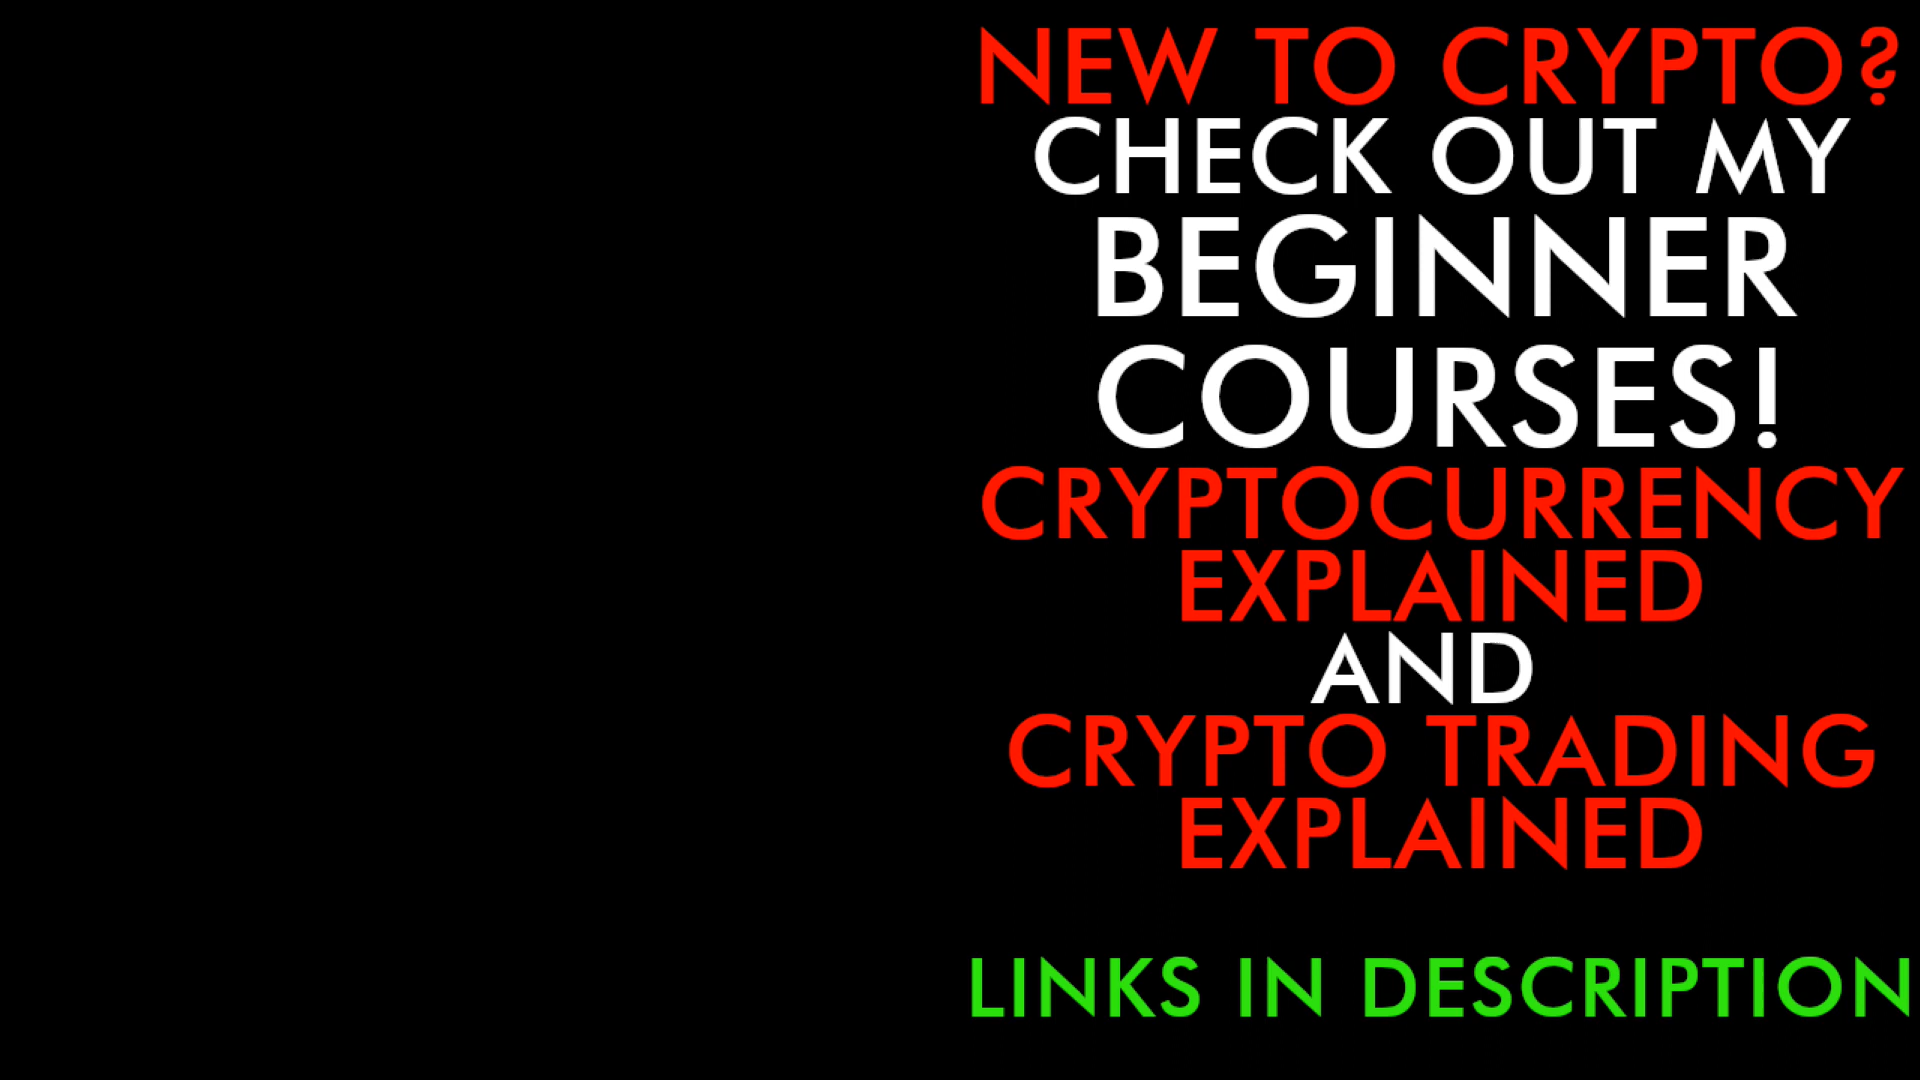 NEW TO CRYPTO?
CHECK OUT MY
BEGINNER
COURSES!
CRYPTOCURRENCY
EXPLAINED
AND
CRYPTO TRADING
EXPLAINED
LINKS IN DESCRIPTION